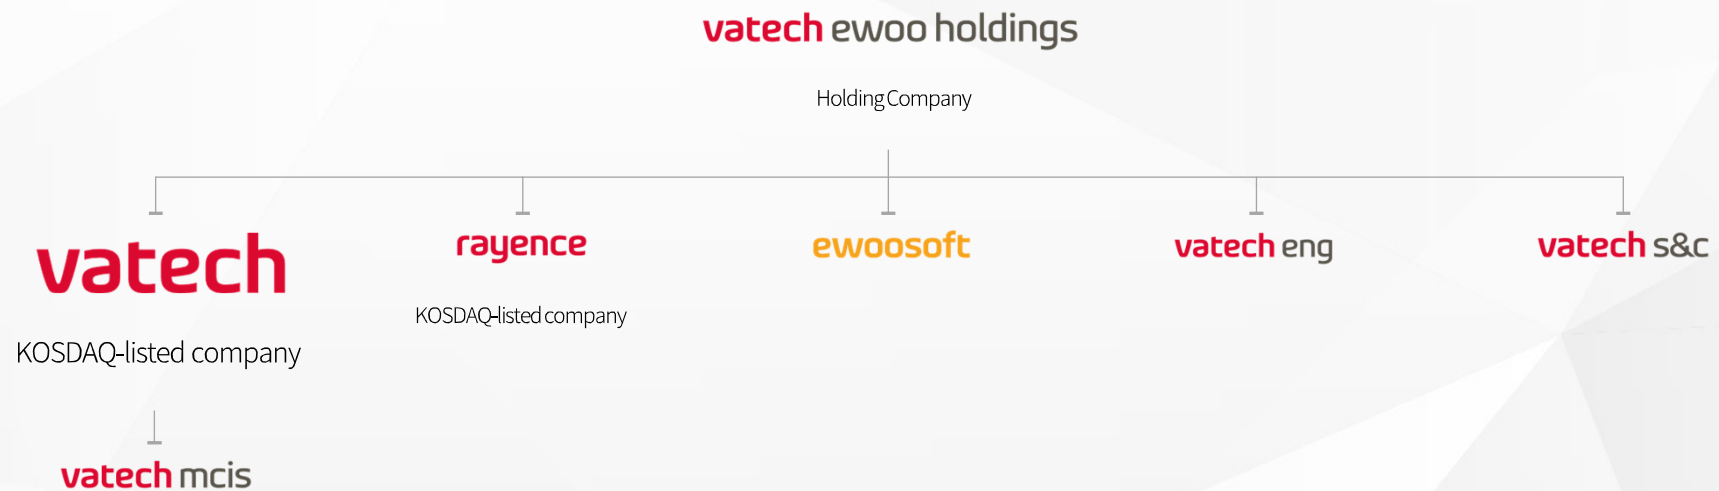 vatech ewoo holdings
Holding Company
vatech
rayence
ewoosoft
vatech eng
vatech s&c
KOSDAQ-listed company
KOSDAQ-listed company
vatech mcis